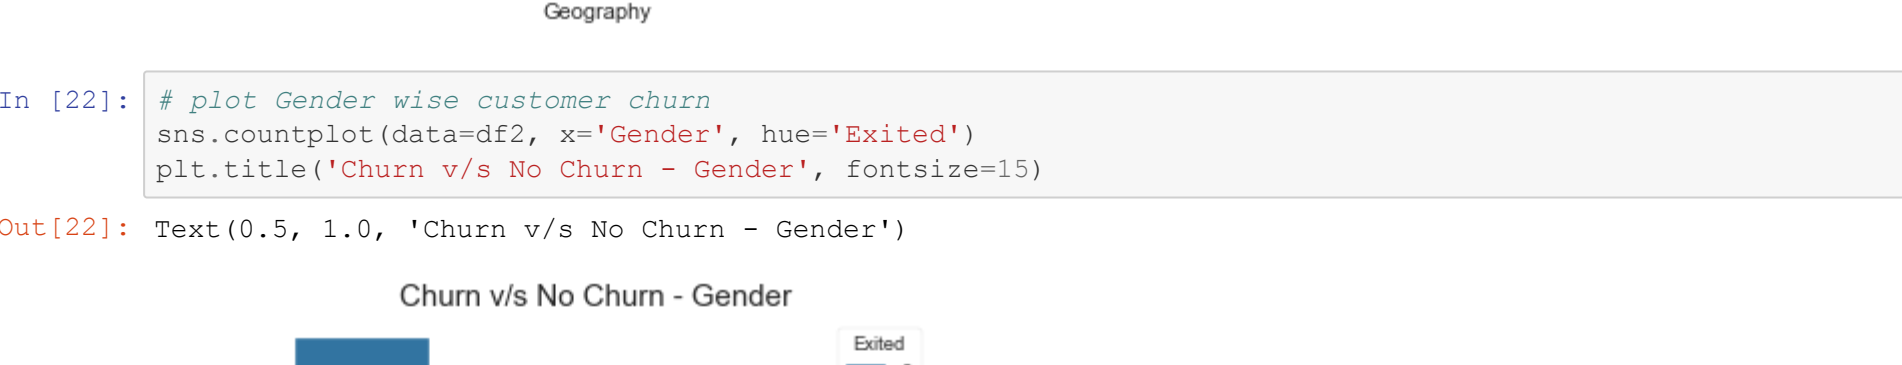 Geography
In [22]: # plot Gender wise customer churn
sns.countplot(data=df2, x='Gender', hue='Exited')
plt.title('Churn v/s No Churn - Gender', fontsize=15)
Out[22]: Text(0.5, 1.0, 'Churn v/s No Churn - Gender')
Churn v/s No Churn - Gender
Exited